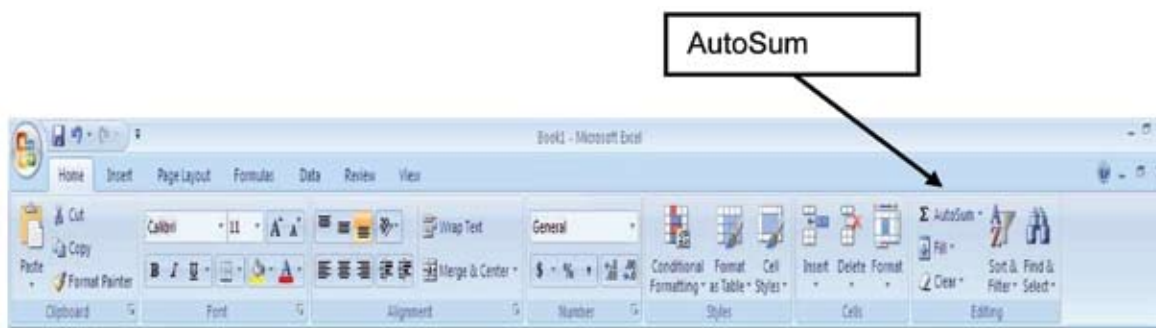 AutoSum
Book1 - Microsoft Excel
Home Insert Page Layout Formulas Data Review View
Cut
Copy
Format Painter
Paste
Clipboard
Calibri 11 A A
B I U A
Font
Wrap Text
Merge & Center
Alignment
General
$ % ,
Number
Conditional Formatting
Format as Table
Cell Styles
Styles
Insert Delete Format
Cells
Σ AutoSum
Fill
Clear
Sort & Filter
Find & Select
Editing